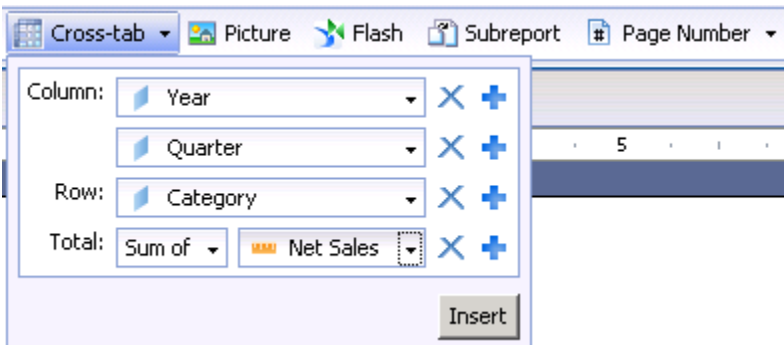 Cross-tab Picture Flash Subreport # Page Number
Column: Year
Quarter
5
Row: Category
Total: Sum of Net Sales
Insert